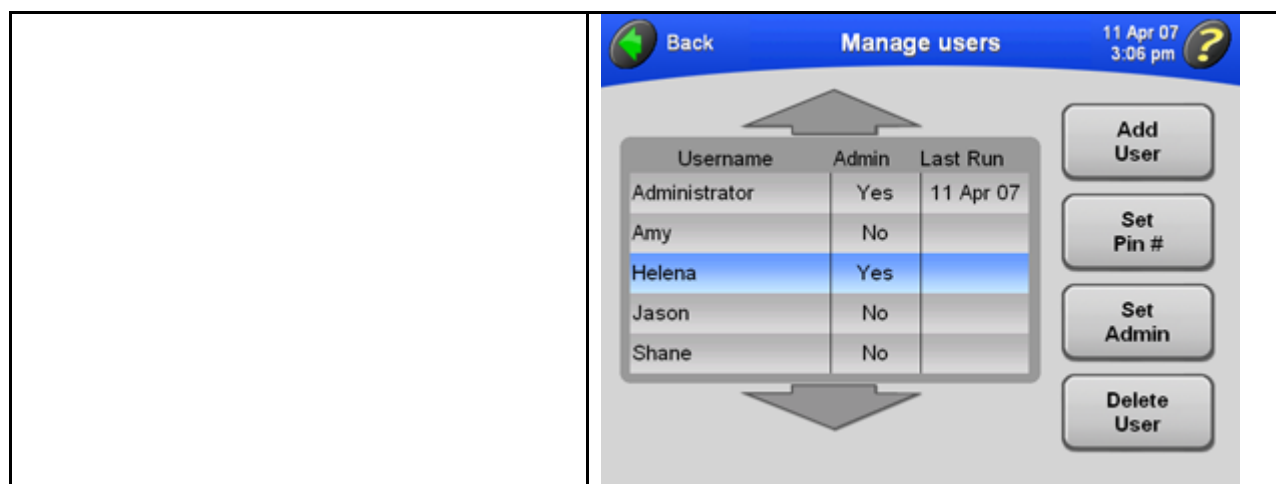 Back Manage users 11 Apr 07
3:06 pm
Username Admin Last Run
Administrator Yes 11 Apr 07
Amy No
Helena Yes
Jason No
Shane No
Add
User
Set
Pin #
Set
Admin
Delete
User